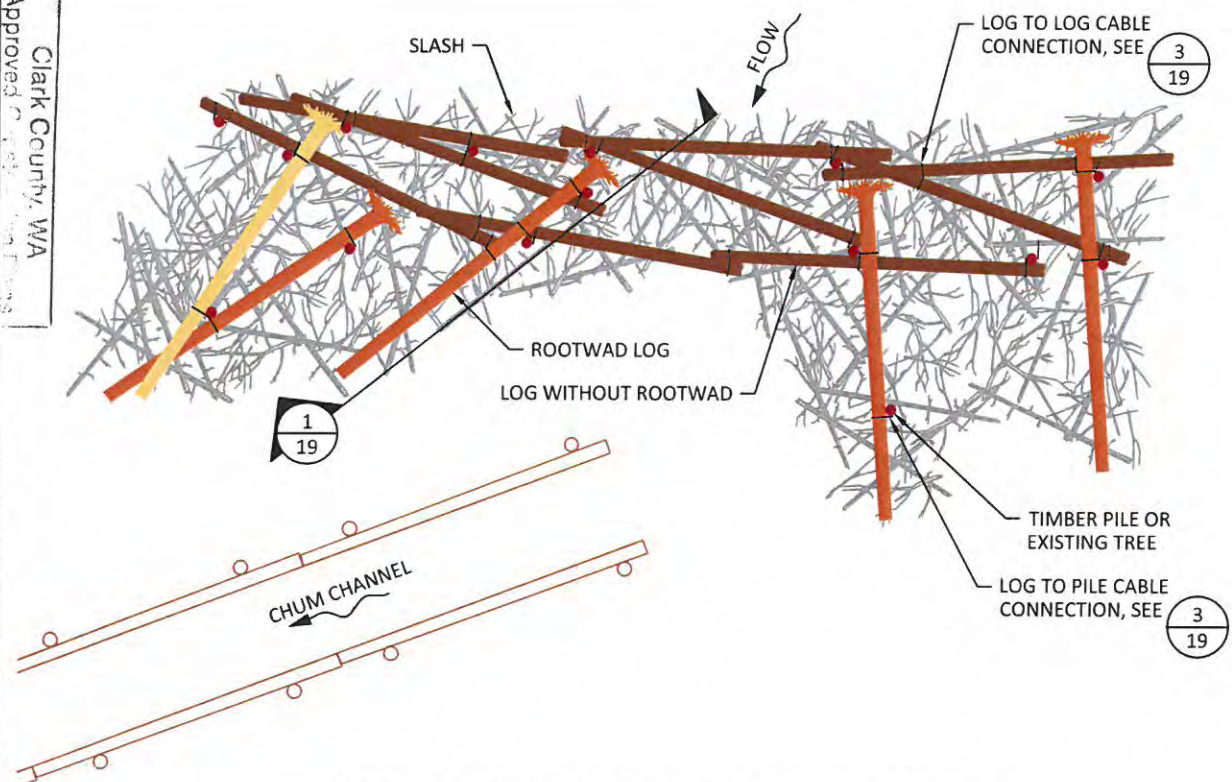 Clark County, WA
Approved
SLASH
FLOW
LOG TO LOG CABLE
CONNECTION, SEE
3
19
ROOTWAD LOG
LOG WITHOUT ROOTWAD
1
19
CHUM CHANNEL
TIMBER PILE OR
EXISTING TREE
LOG TO PILE CABLE
CONNECTION, SEE
3
19